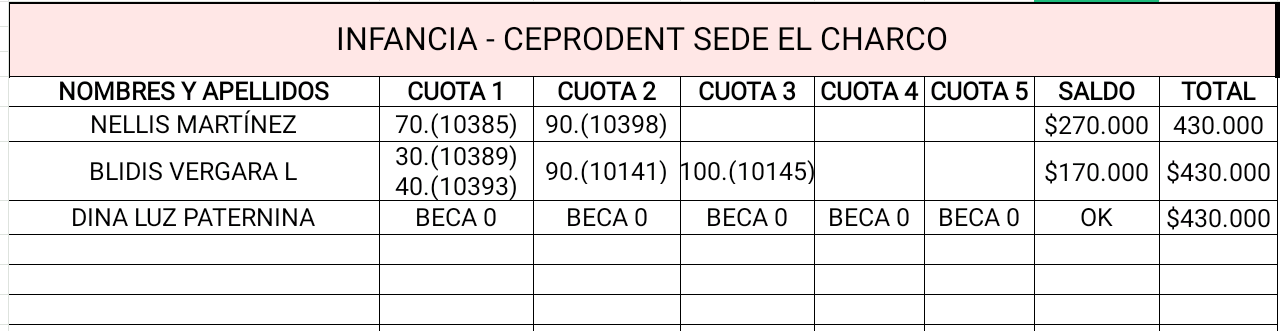 INFANCIA - CEPRODENT SEDE EL CHARCO
NOMBRES Y APELLIDOS CUOTA 1 CUOTA 2 CUOTA 3 CUOTA 4 CUOTA 5 SALDO TOTAL
NELLIS MARTÍNEZ 70.(10385) 90.(10398) $270.000 430.000
BLIDIS VERGARA L 30.(10389) 40.(10393) 90.(10141) 100.(10145) $170.000 $430.000
DINA LUZ PATERNINA BECA 0 BECA 0 BECA 0 BECA 0 BECA 0 OK $430.000